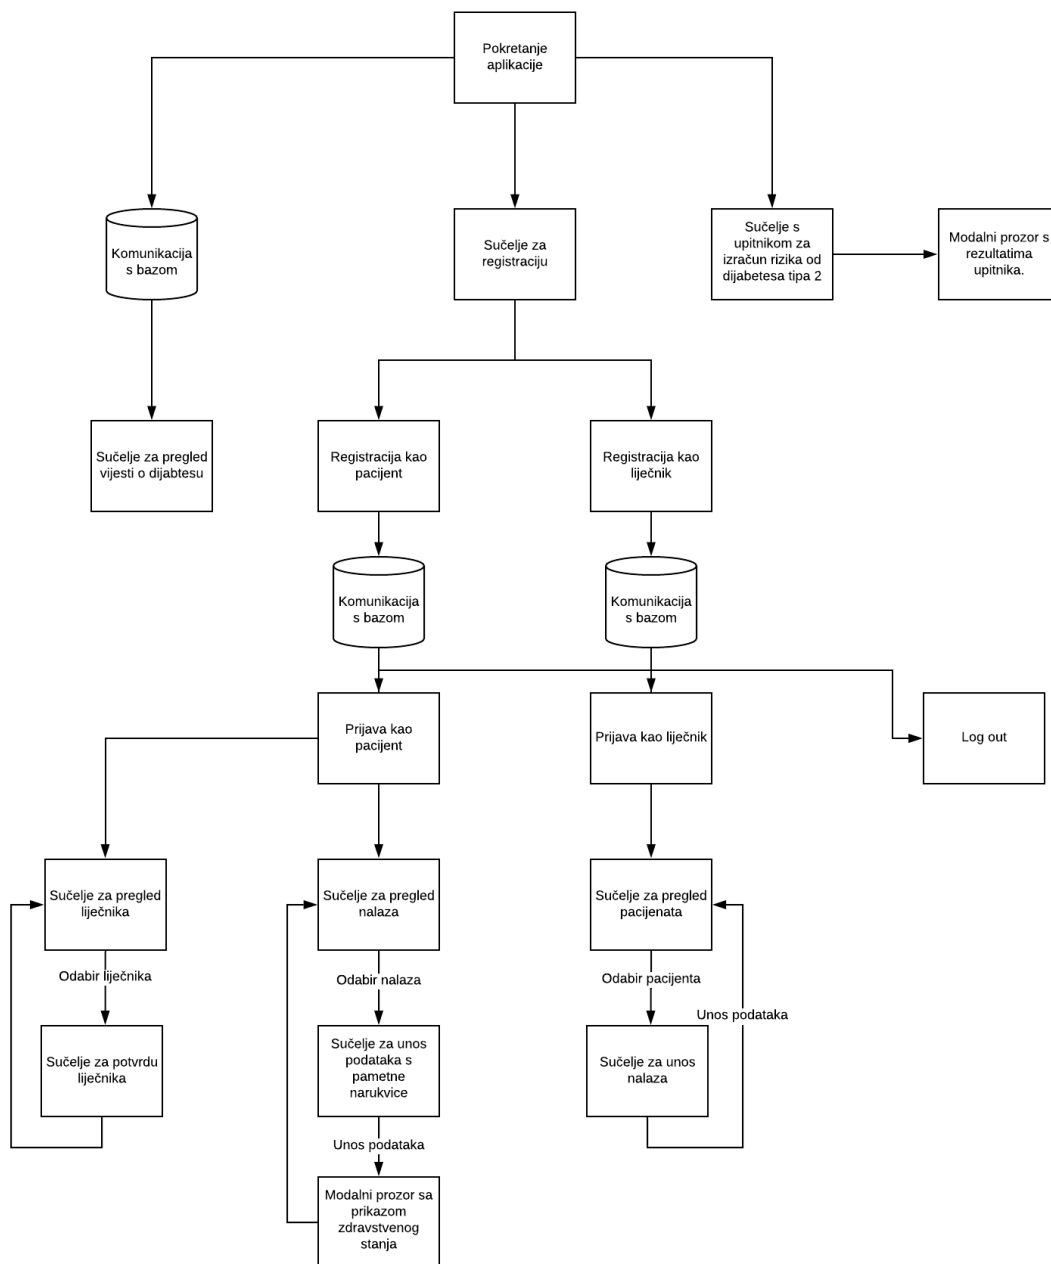 Pokretanje
aplikacije
Komunikacija
s bazom
Sučelje za
registraciju
Sučelje s
upitnikom za
izračun rizika od
dijabetesa tipa 2
Modalni prozor s
rezultatima
upitnika.
Sučelje za pregled
vijesti o dijabtesu
Registracija kao
pacijent
Registracija kao
liječnik
Komunikacija
s bazom
Komunikacija
s bazom
Prijava kao
pacijent
Prijava kao liječnik
Log out
Sučelje za pregled
liječnika
Sučelje za pregled
nalaza
Sučelje za pregled
pacijenata
Odabir liječnika
Odabir nalaza
Odabir pacijenta
Unos podataka
Sučelje za potvrdu
liječnika
Sučelje za unos
podataka s
pametne
narukvice
Sučelje za unos
nalaza
Unos podataka
Modalni prozor sa
prikazom
zdravstvenog
stanja